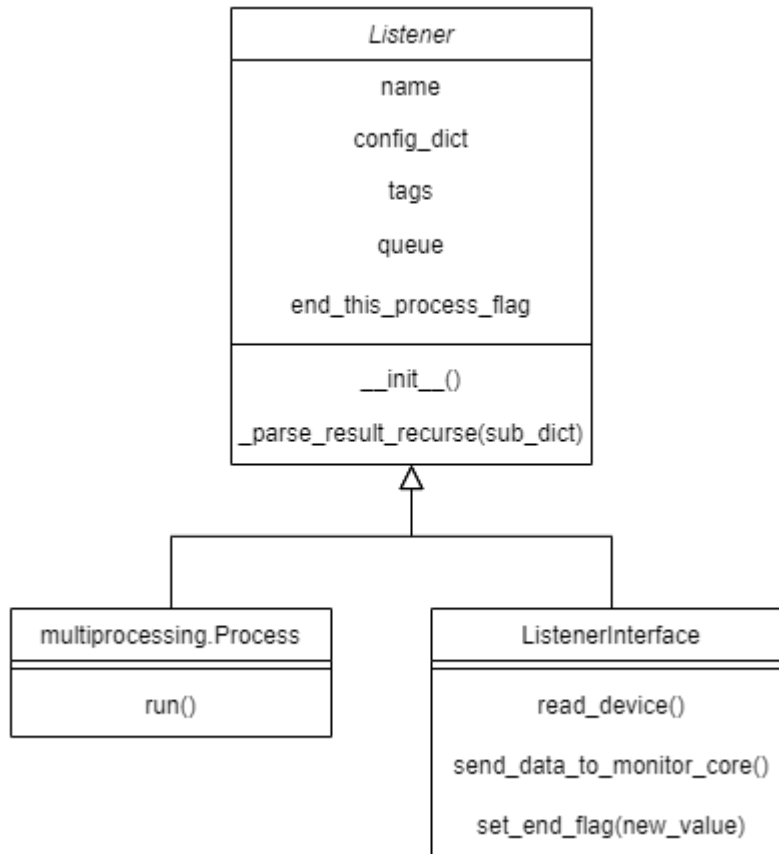 Listener
name
config_dict
tags
queue
end_this_process_flag
__init__()
_parse_result_recurse(sub_dict)
multiprocessing.Process
run()
ListenerInterface
read_device()
send_data_to_monitor_core()
set_end_flag(new_value)